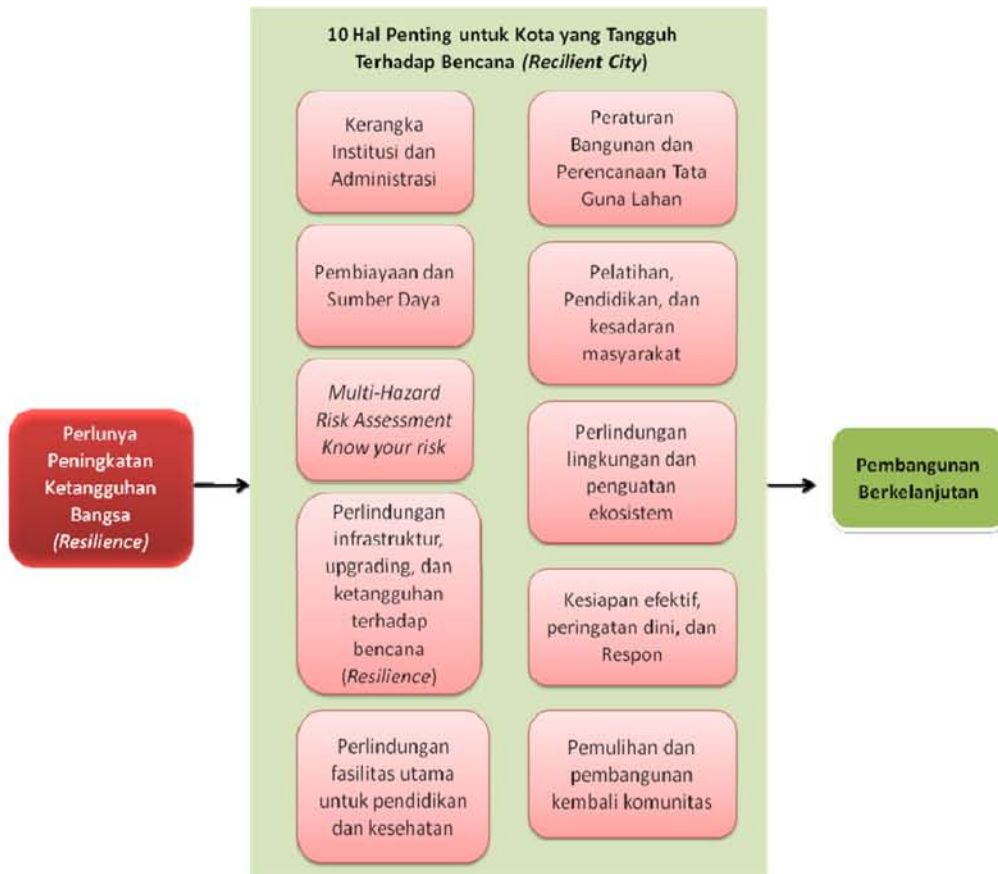 10 Hal Penting untuk Kota yang Tangguh
Terhadap Bencana (Recilient City)
Kerangka
Institusi dan
Administrasi
Pembiayaan dan
Sumber Daya
Multi-Hazard
Risk Assessment
Know your risk
Perlindungan
infrastruktur,
upgrading, dan
ketangguhan
terhadap
bencana
(Resilience)
Perlindungan
fasilitas utama
untuk pendidikan
dan kesehatan
Peraturan
Bangunan dan
Perencanaan Tata
Guna Lahan
Pelatihan,
Pendidikan, dan
kesadaran
masyarakat
Perlindungan
lingkungan dan
penguatan
ekosistem
Kesiapan efektif,
peringatan dini, dan
Respon
Pemulihan dan
pembangunan
kembali komunitas
Perlunya
Peningkatan
Ketangguhan
Bangsa
(Resilience)
Pembangunan
Berkelanjutan